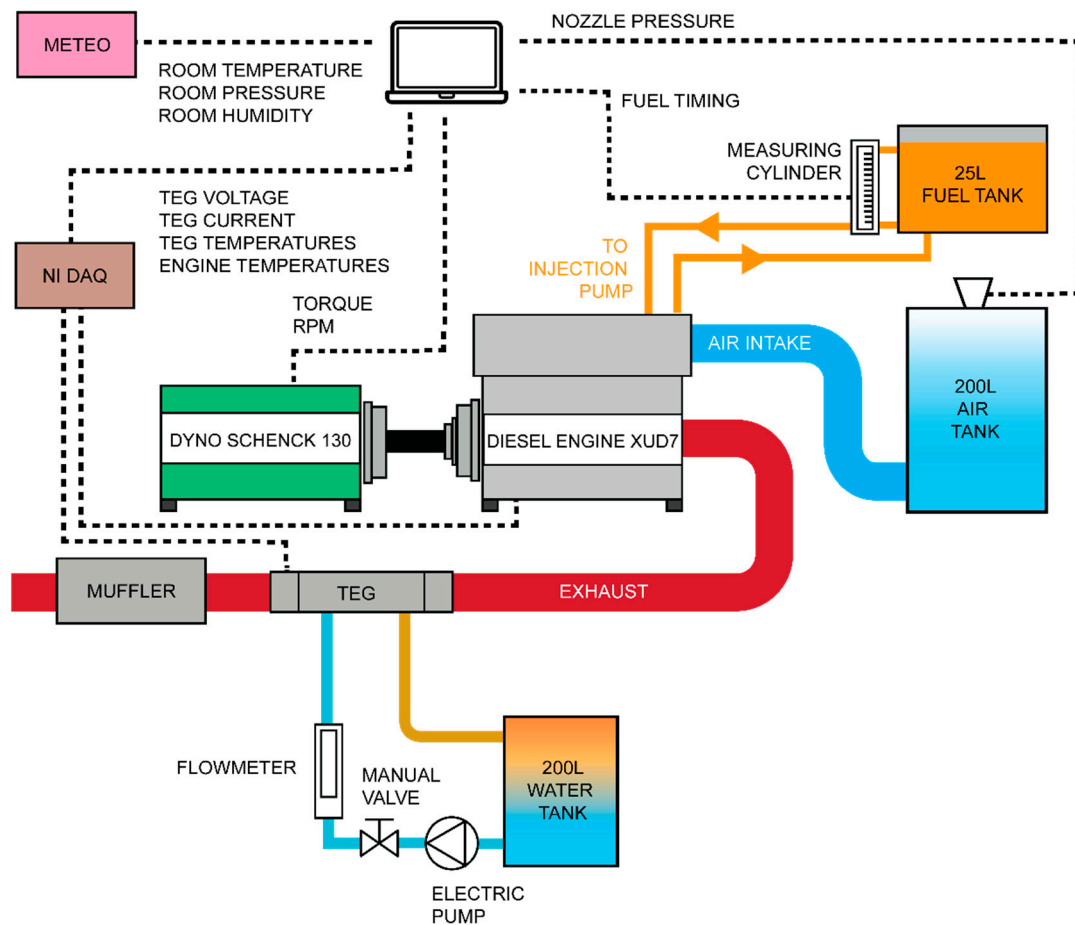 NOZZLE PRESSURE
METEO
ROOM TEMPERATURE
ROOM PRESSURE
ROOM HUMIDITY
FUEL TIMING
MEASURING
CYLINDER
25L
FUEL TANK
TEG VOLTAGE
TEG CURRENT
TEG TEMPERATURES
ENGINE TEMPERATURES
NI DAQ
TO
INJECTION
PUMP
TORQUE
RPM
AIR INTAKE
200L
AIR
TANK
DYNO SCHENCK 130
DIESEL ENGINE XUD7
MUFFLER
TEG
EXHAUST
FLOWMETER
MANUAL
VALVE
200L
WATER
TANK
ELECTRIC
PUMP